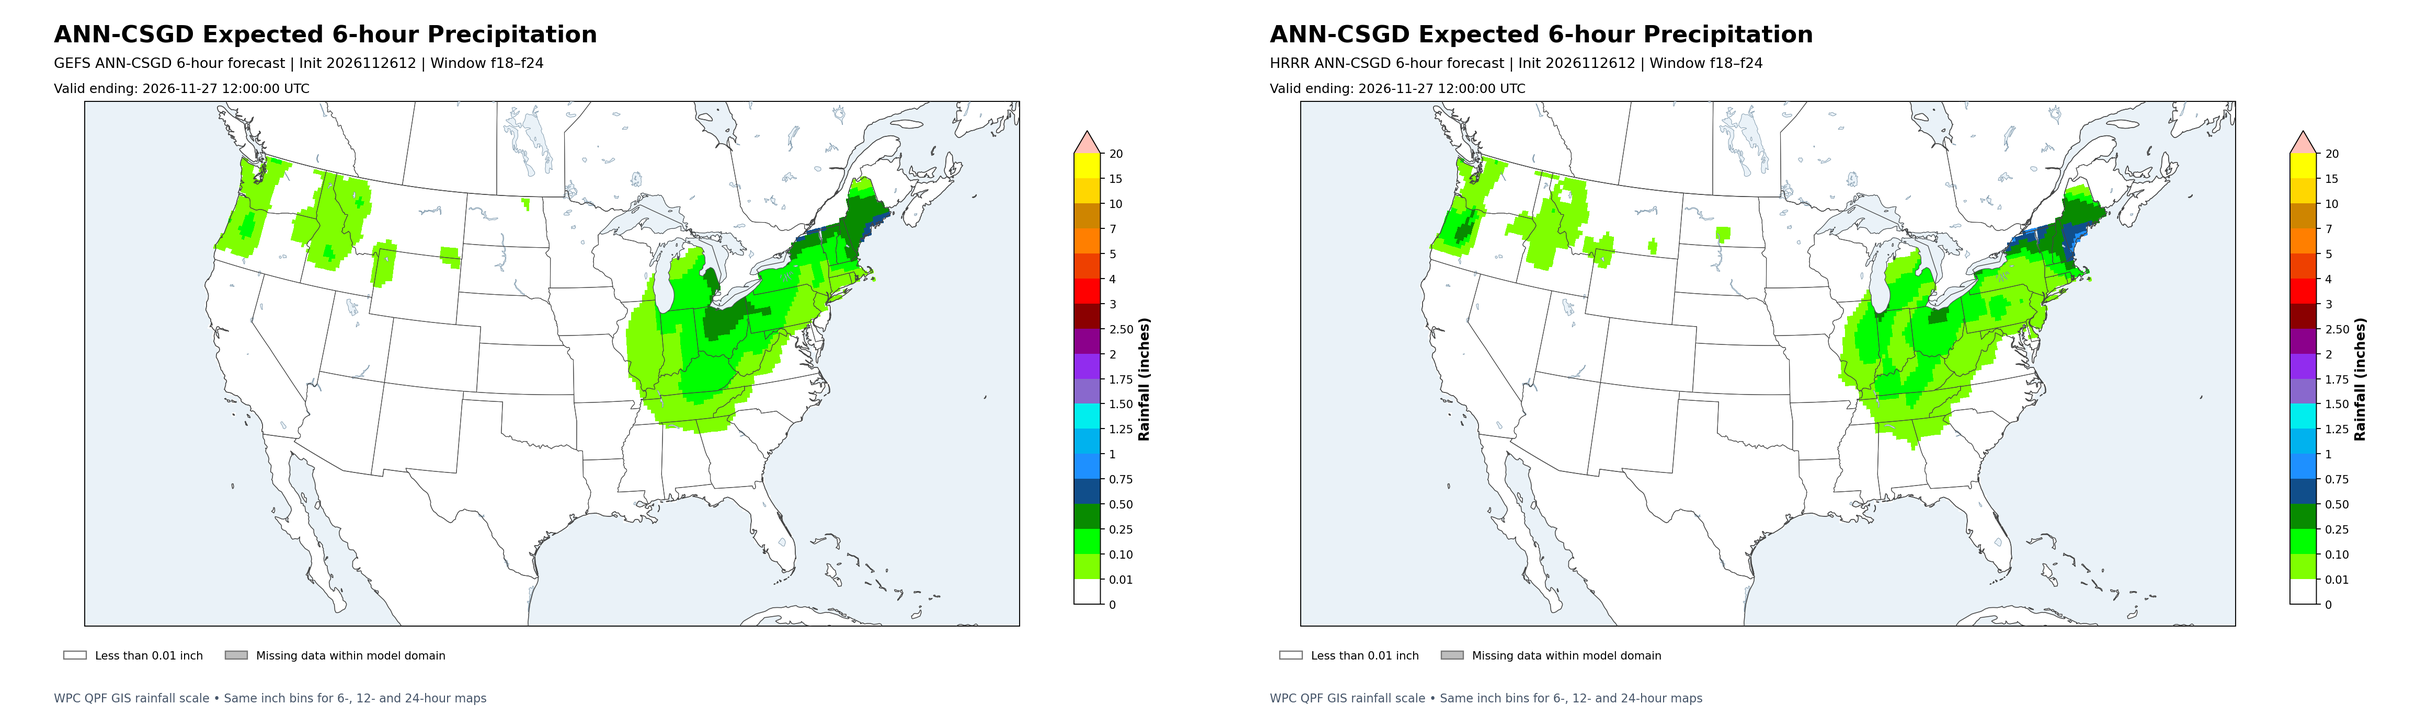 ANN-CSGD Expected 6-hour Precipitation
GEFS ANN-CSGD 6-hour forecast | Init 2026112612 | Window f18–f24
Valid ending: 2026-11-27 12:00:00 UTC
20
15
10
7
5
4
3
2.50
2
1.75
1.50
1.25
1
0.75
0.50
0.25
0.10
0.01
0
Rainfall (inches)
Less than 0.01 inch
Missing data within model domain
WPC QPF GIS rainfall scale • Same inch bins for 6-, 12- and 24-hour maps
ANN-CSGD Expected 6-hour Precipitation
HRRR ANN-CSGD 6-hour forecast | Init 2026112612 | Window f18–f24
Valid ending: 2026-11-27 12:00:00 UTC
20
15
10
7
5
4
3
2.50
2
1.75
1.50
1.25
1
0.75
0.50
0.25
0.10
0.01
0
Rainfall (inches)
Less than 0.01 inch
Missing data within model domain
WPC QPF GIS rainfall scale • Same inch bins for 6-, 12- and 24-hour maps